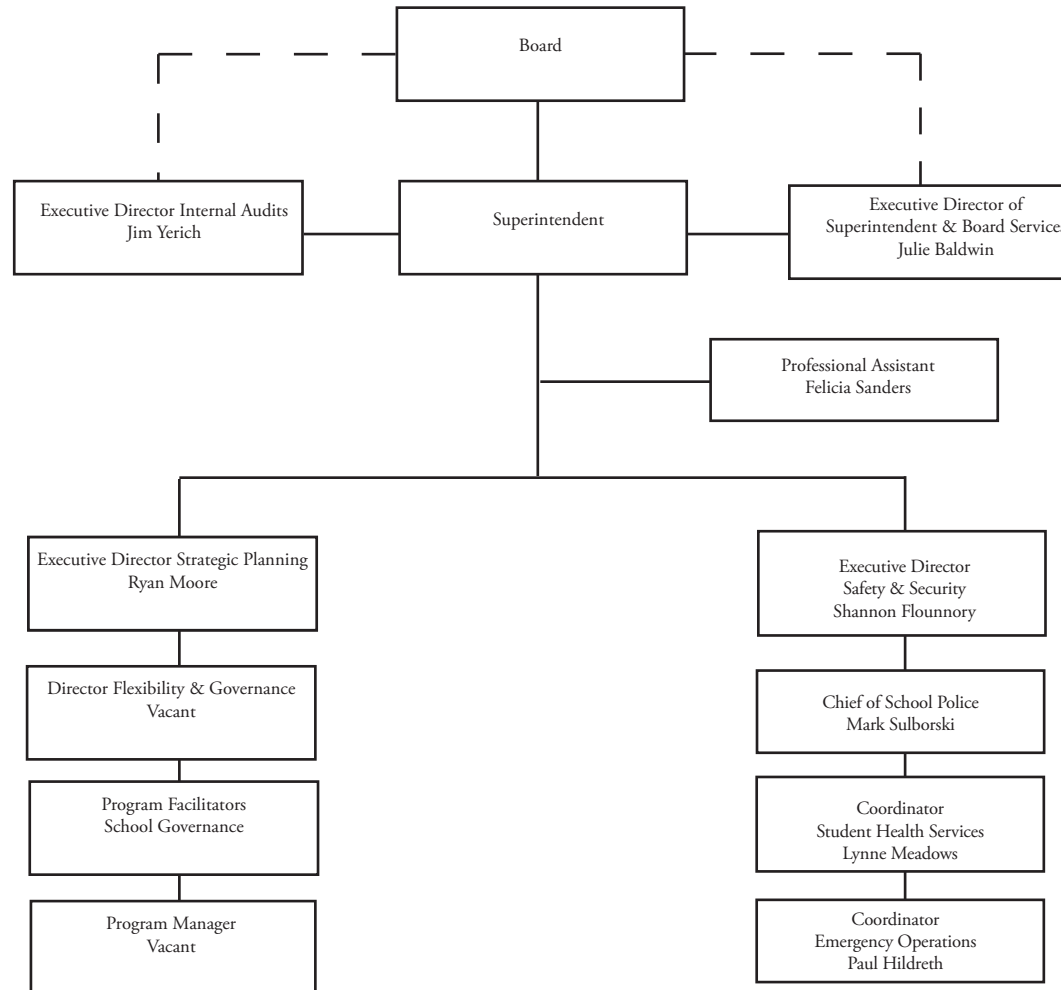 Board
Executive Director Internal Audits
Jim Yerich
Superintendent
Executive Director of
Superintendent & Board Services
Julie Baldwin
Professional Assistant
Felicia Sanders
Executive Director Strategic Planning
Ryan Moore
Director Flexibility & Governance
Vacant
Program Facilitators
School Governance
Program Manager
Vacant
Executive Director
Safety & Security
Shannon Flounnory
Chief of School Police
Mark Sulborski
Coordinator
Student Health Services
Lynne Meadows
Coordinator
Emergency Operations
Paul Hildreth